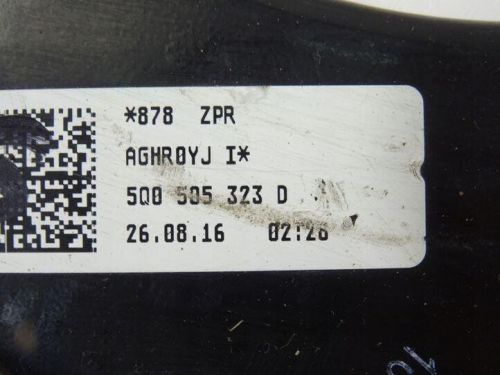 *878 ZPR
AGHR0YJ I*
5Q0 505 323 D
26.08.16 02:26